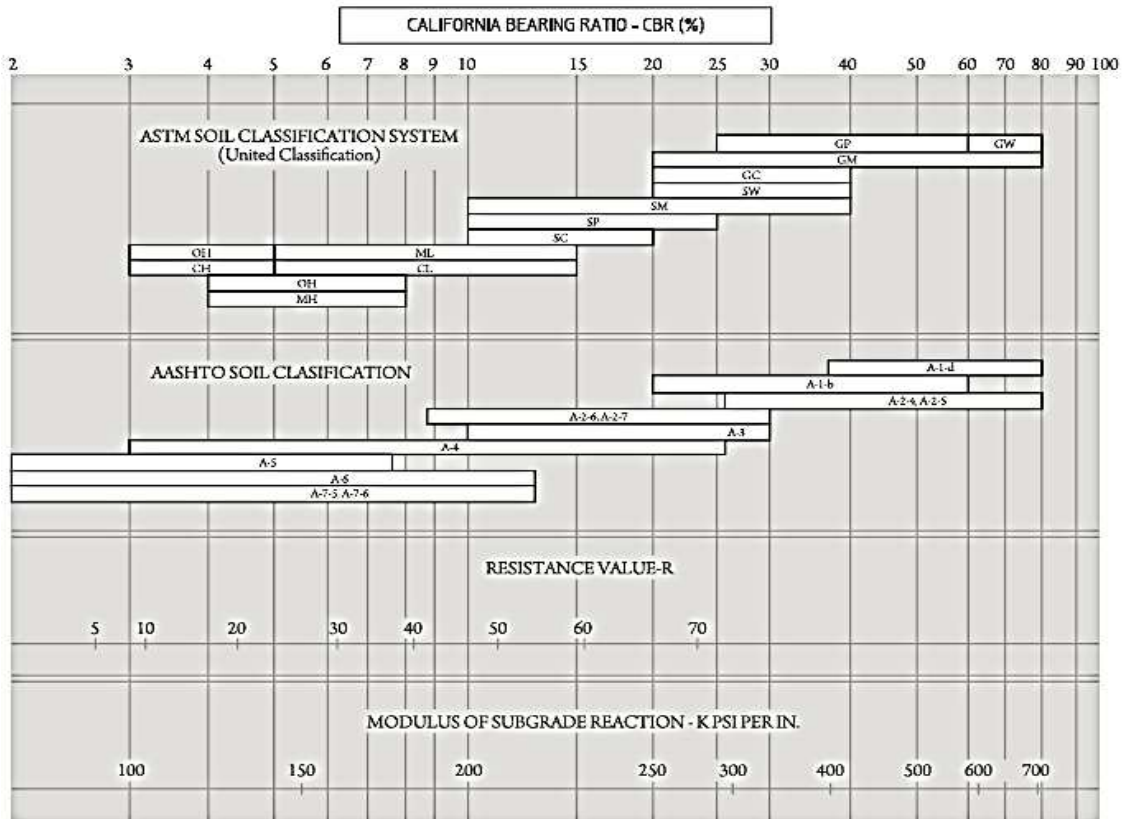 CALIFORNIA BEARING RATIO - CBR (%)
2 3 4 5 6 7 8 9 10 15 20 25 30 40 50 60 70 80 90 100
ASTM SOIL CLASSIFICATION SYSTEM
(United Classification)
GP GW
GM
GC
SW
SM
SP
SC
OH ML
CH CL
OH
MH
AASHTO SOIL CLASIFICATION
A-1-d
A-1-b
A-2-4, A-2-5
A-2-6, A-2-7
A-3
A-4
A-5
A-6
A-7-5, A-7-6
RESISTANCE VALUE-R
5 10 20 30 40 50 60 70
MODULUS OF SUBGRADE REACTION - K PSI PER IN.
100 150 200 250 300 400 500 600 700